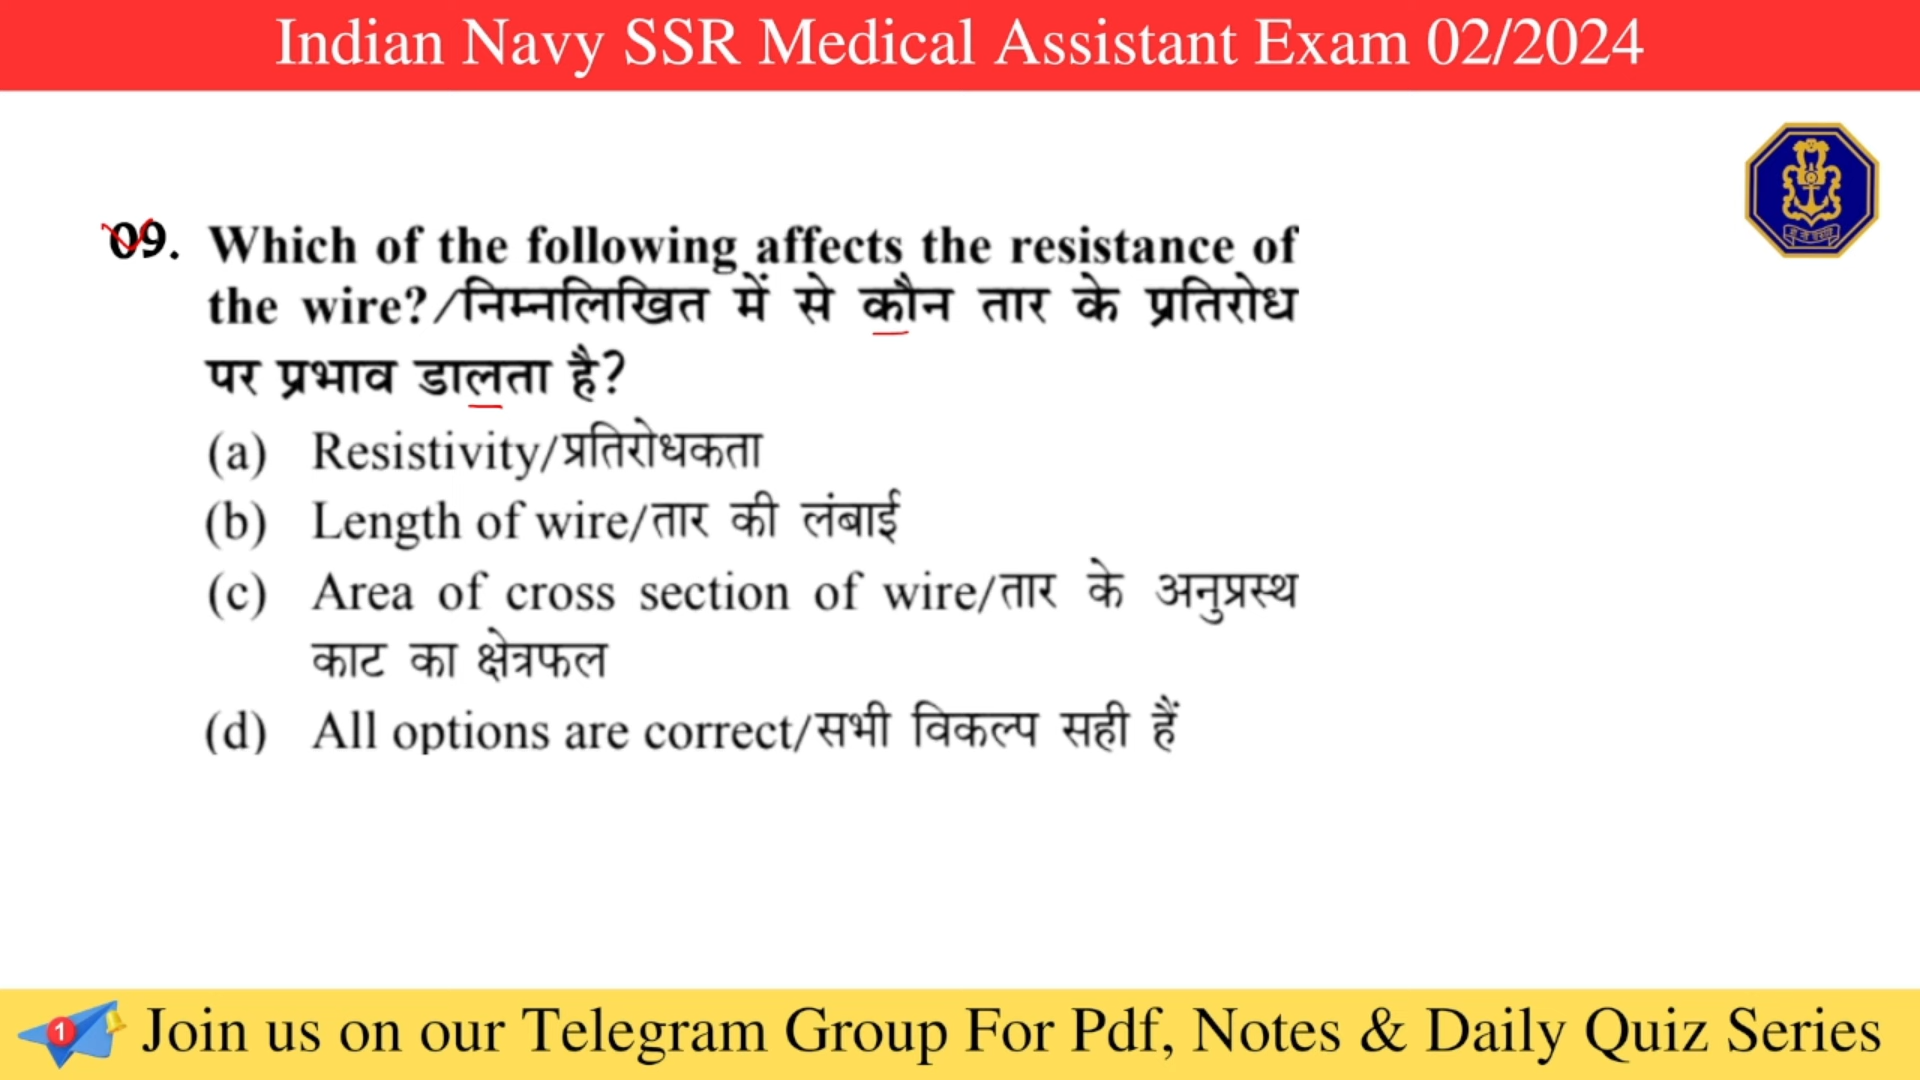 Indian Navy SSR Medical Assistant Exam 02/2024
09. Which of the following affects the resistance of
the wire?/निम्नलिखित में से कौन तार के प्रतिरोध
पर प्रभाव डालता है?
(a) Resistivity/प्रतिरोधकता
(b) Length of wire/तार की लंबाई
(c) Area of cross section of wire/तार के अनुप्रस्थ
काट का क्षेत्रफल
(d) All options are correct/सभी विकल्प सही हैं
1
Join us on our Telegram Group For Pdf, Notes & Daily Quiz Series